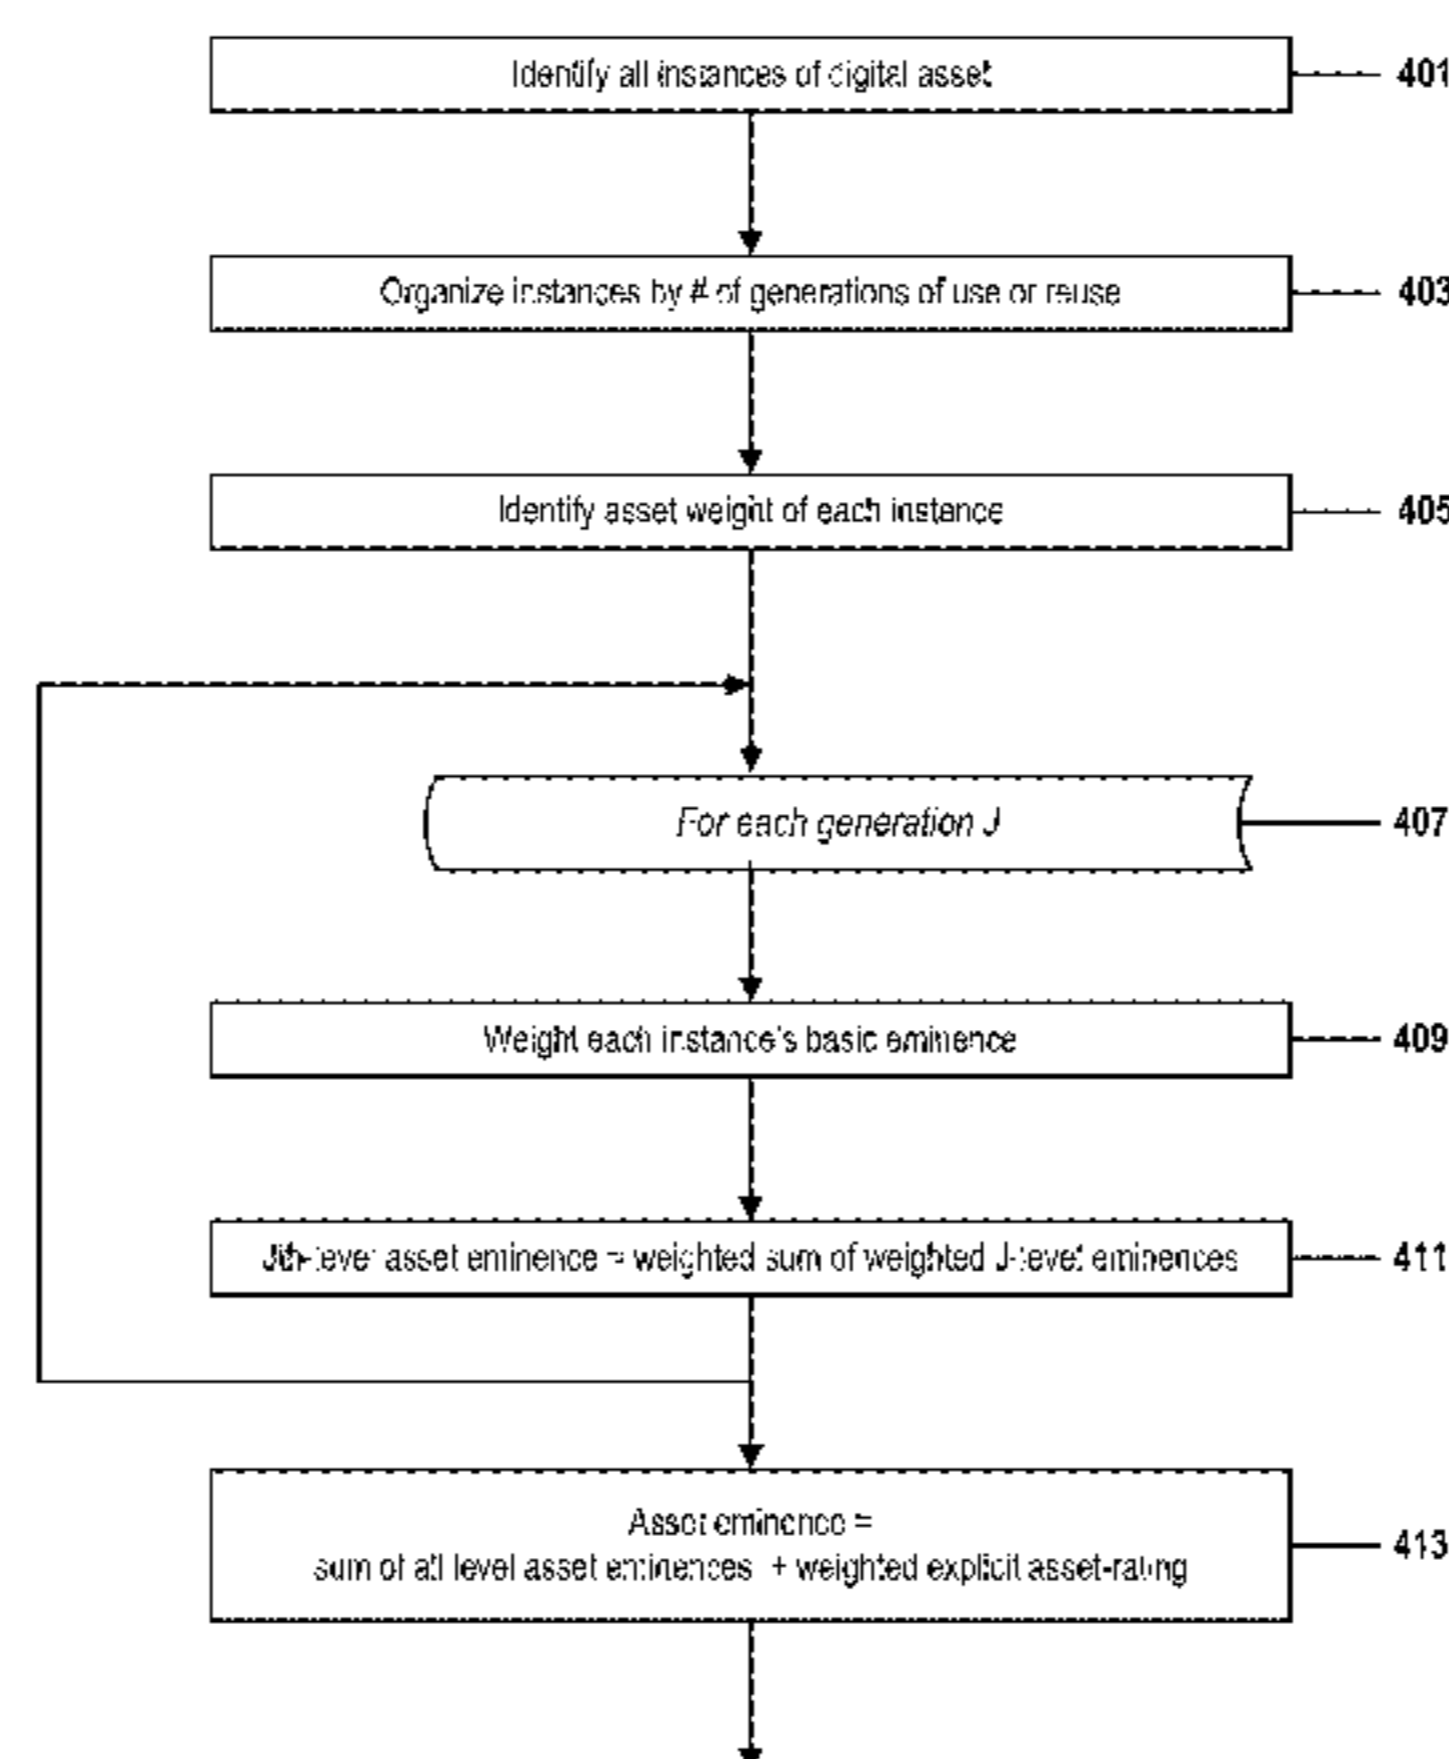 Identify all instances of digital asset
401
Organize instances by # of generations of use or reuse
403
Identify asset weight of each instance
405
For each generation J
407
Weight each instance's basic eminence
409
Jth-level asset eminence = weighted sum of weighted J-level eminences
411
Asset eminence =
sum of all level asset eminences + weighted explicit asset-rating
413